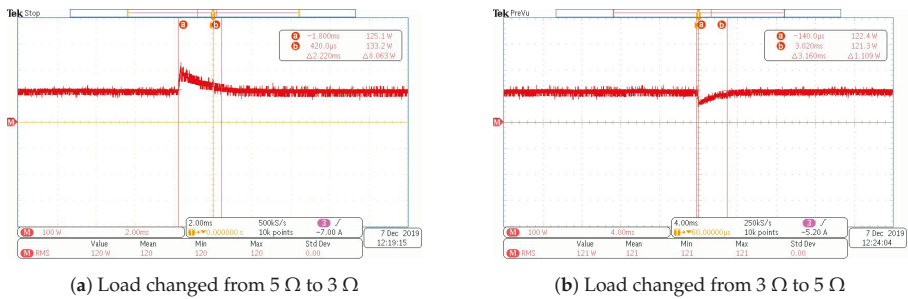 Tek Stop
a b
a −1.800ms 125.1 W
b 420.0µs 133.2 W
Δ2.220ms Δ8.063 W
M
M 100 W 2.00ms
2.00ms 500kS/s 3
T→▼0.000000 s 10k points −7.00 A
Value Mean Min Max Std Dev
M RMS 120 W 120 120 120 0.00
7 Dec 2019
12:19:15
(a) Load changed from 5 Ω to 3 Ω
Tek PreVu
a b
a −140.0µs 122.4 W
b 3.020ms 121.3 W
Δ3.160ms Δ1.109 W
M
M 100 W 4.00ms
4.00ms 250kS/s 3
10k points −5.20 A
Value Mean Min Max Std Dev
M RMS 121 W 121 121 121 0.00
7 Dec 2019
12:24:04
(b) Load changed from 3 Ω to 5 Ω